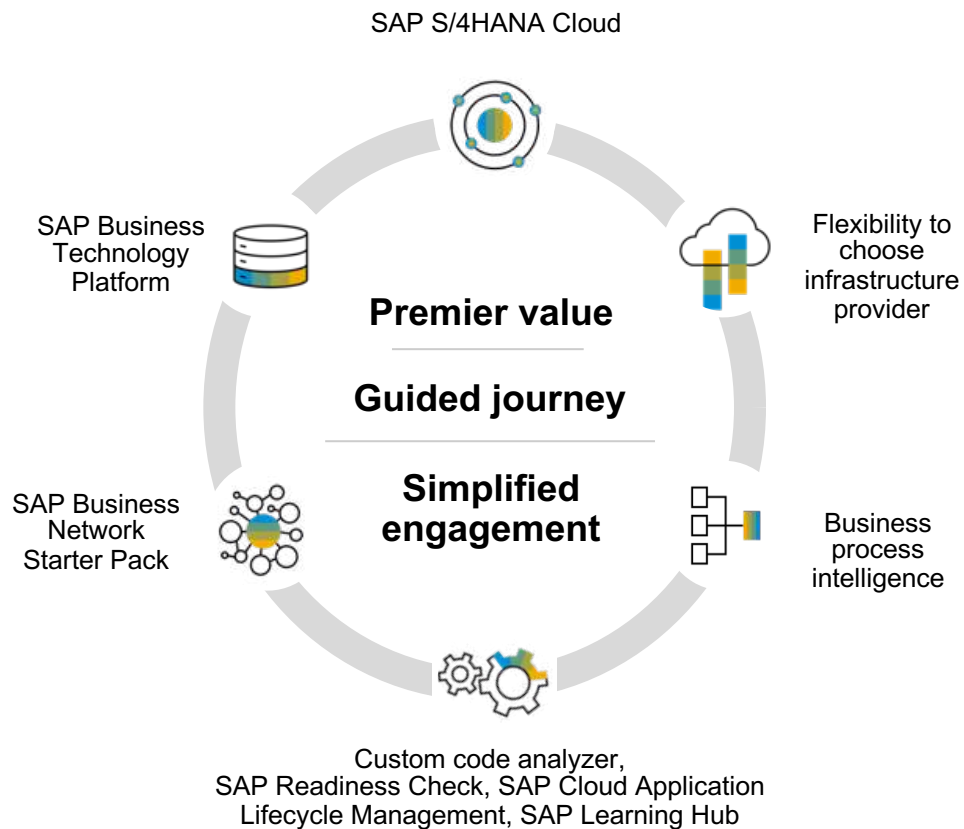 SAP S/4HANA Cloud
SAP Business
Technology
Platform
Flexibility to
choose
infrastructure
provider
Premier value
Guided journey
Simplified
engagement
SAP Business
Network
Starter Pack
Business
process
intelligence
Custom code analyzer,
SAP Readiness Check, SAP Cloud Application
Lifecycle Management, SAP Learning Hub